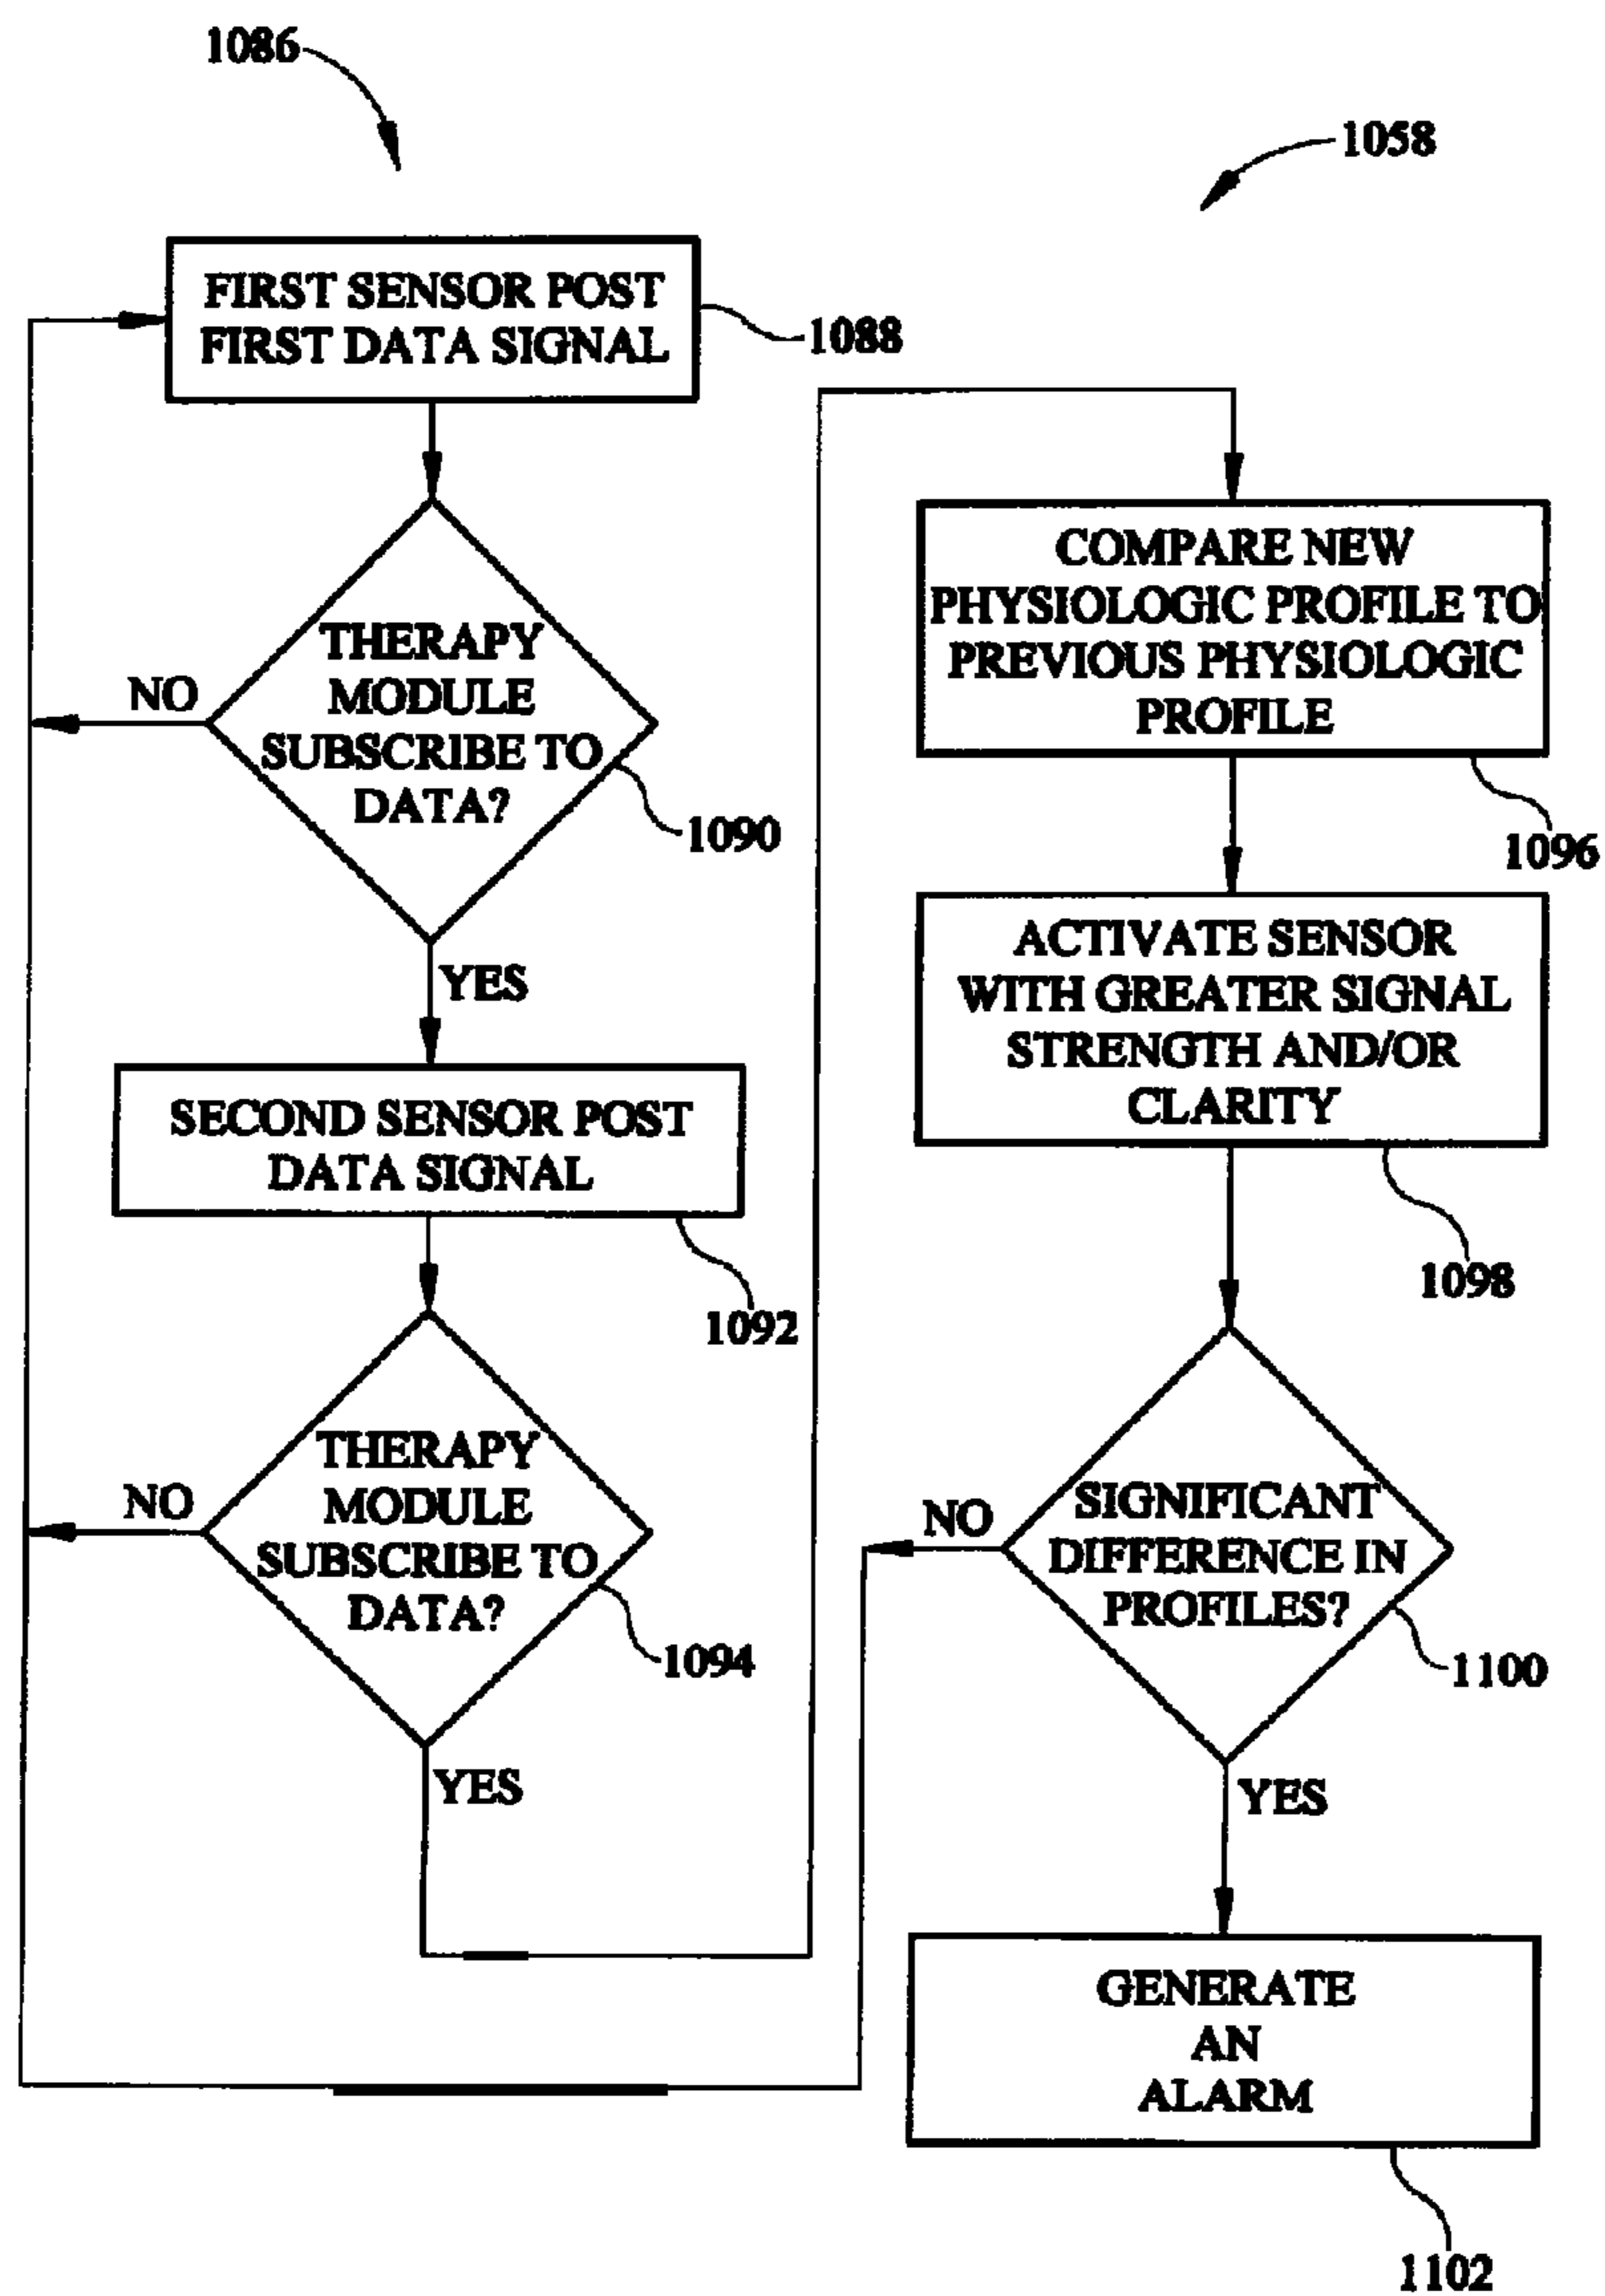 1086
1058
FIRST SENSOR POST
FIRST DATA SIGNAL
1088
THERAPY
MODULE
SUBSCRIBE TO
DATA?
NO
1090
YES
SECOND SENSOR POST
DATA SIGNAL
1092
THERAPY
MODULE
SUBSCRIBE TO
DATA?
NO
1094
YES
COMPARE NEW
PHYSIOLOGIC PROFILE TO
PREVIOUS PHYSIOLOGIC
PROFILE
1096
ACTIVATE SENSOR
WITH GREATER SIGNAL
STRENGTH AND/OR
CLARITY
1098
SIGNIFICANT
DIFFERENCE IN
PROFILES?
NO
1100
YES
GENERATE
AN
ALARM
1102